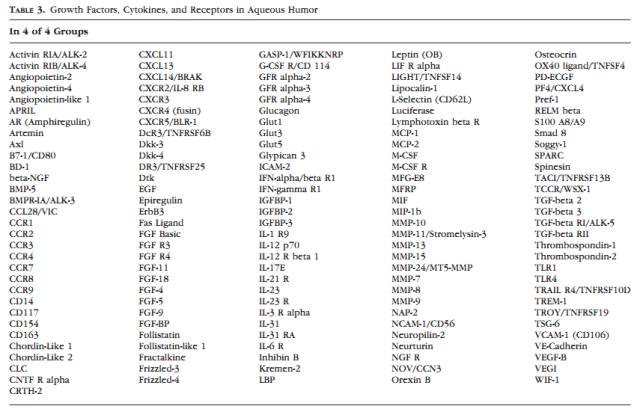 TABLE 3. Growth Factors, Cytokines, and Receptors in Aqueous Humor
In 4 of 4 Groups
Activin RIA/ALK-2
Activin RIB/ALK-4
Angiopoietin-2
Angiopoietin-4
Angiopoietin-like 1
APRIL
AR (Amphiregulin)
Artemin
Axl
B7-1/CD80
BD-1
beta-NGF
BMP-5
BMPR-IA/ALK-3
CCL28/VIC
CCR1
CCR2
CCR3
CCR4
CCR7
CCR8
CCR9
CD14
CD117
CD154
CD163
Chordin-Like 1
Chordin-Like 2
CLC
CNTF R alpha
CRTH-2
CXCL11
CXCL13
CXCL14/BRAK
CXCR2/IL-8 RB
CXCR3
CXCR4 (fusin)
CXCR5/BLR-1
DcR3/TNFRSF6B
Dkk-3
Dkk-4
DR3/TNFRSF25
Dtk
EGF
Epiregulin
ErbB3
Fas Ligand
FGF Basic
FGF R3
FGF R4
FGF-11
FGF-18
FGF-4
FGF-5
FGF-9
FGF-BP
Follistatin
Follistatin-like 1
Fractalkine
Frizzled-3
Frizzled-4
GASP-1/WFIKKNRP
G-CSF R/CD 114
GFR alpha-2
GFR alpha-3
GFR alpha-4
Glucagon
Glut1
Glut3
Glut5
Glypican 3
ICAM-2
IFN-alpha/beta R1
IFN-gamma R1
IGFBP-1
IGFBP-2
IGFBP-3
IL-1 R9
IL-12 p70
IL-12 R beta 1
IL-17E
IL-21 R
IL-23
IL-23 R
IL-3 R alpha
IL-31
IL-31 RA
IL-6 R
Inhibin B
Kremen-2
LBP
Leptin (OB)
LIF R alpha
LIGHT/TNFSF14
Lipocalin-1
L-Selectin (CD62L)
Luciferase
Lymphotoxin beta R
MCP-1
MCP-2
M-CSF
M-CSF R
MFG-E8
MFRP
MIF
MIP-1b
MMP-10
MMP-11/Stromelysin-3
MMP-13
MMP-15
MMP-24/MT5-MMP
MMP-7
MMP-8
MMP-9
NAP-2
NCAM-1/CD56
Neuropilin-2
Neurturin
NGF R
NOV/CCN3
Orexin B
Osteocrin
OX40 ligand/TNFSF4
PD-ECGF
PF4/CXCL4
Pref-1
RELM beta
S100 A8/A9
Smad 8
Soggy-1
SPARC
Spinesin
TACI/TNFRSF13B
TCCR/WSX-1
TGF-beta 2
TGF-beta 3
TGF-beta RI/ALK-5
TGF-beta RII
Thrombospondin-1
Thrombospondin-2
TLR1
TLR4
TRAIL R4/TNFRSF10D
TREM-1
TROY/TNFRSF19
TSG-6
VCAM-1 (CD106)
VE-Cadherin
VEGF-B
VEGI
WIF-1